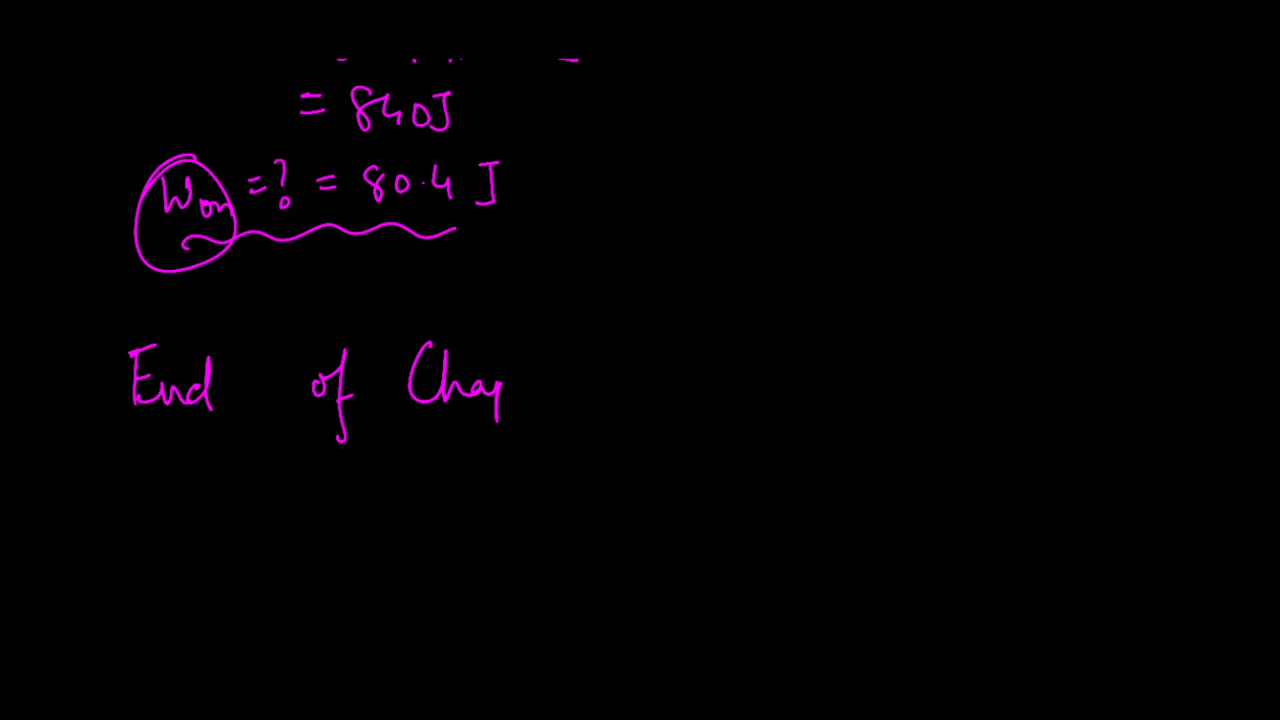 = 840J
Won =? = 80.4 J
End of Chap